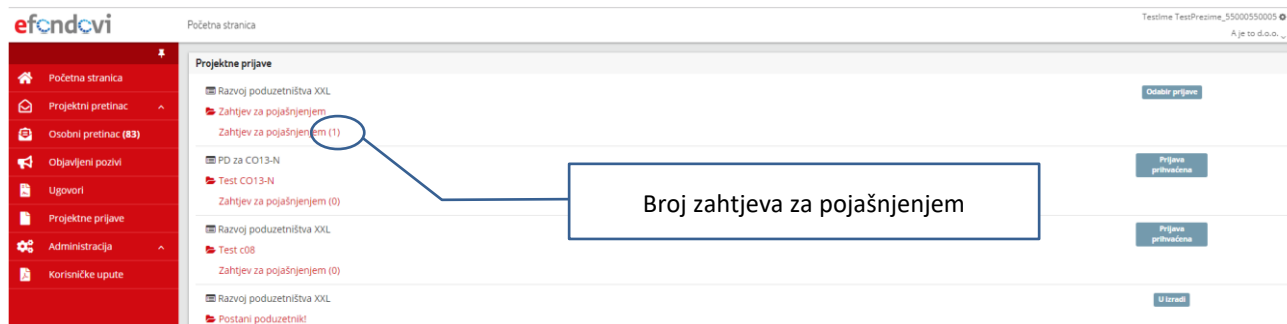 efondovi
Početna stranica
TestIme TestPrezime_55000550005
A je to d.o.o.
Početna stranica
Projektni pretinac
Osobni pretinac (83)
Objavljeni pozivi
Ugovori
Projektne prijave
Administracija
Korisničke upute
Projektne prijave
Razvoj poduzetništva XXL
Odabir prijave
Zahtjev za pojašnjenjem
Zahtjev za pojašnjenjem (1)
PD za CO13-N
Prijava
prihvaćena
Test CO13-N
Zahtjev za pojašnjenjem (0)
Broj zahtjeva za pojašnjenjem
Razvoj poduzetništva XXL
Prijava
prihvaćena
Test c08
Zahtjev za pojašnjenjem (0)
Razvoj poduzetništva XXL
U izradi
Postani poduzetnik!